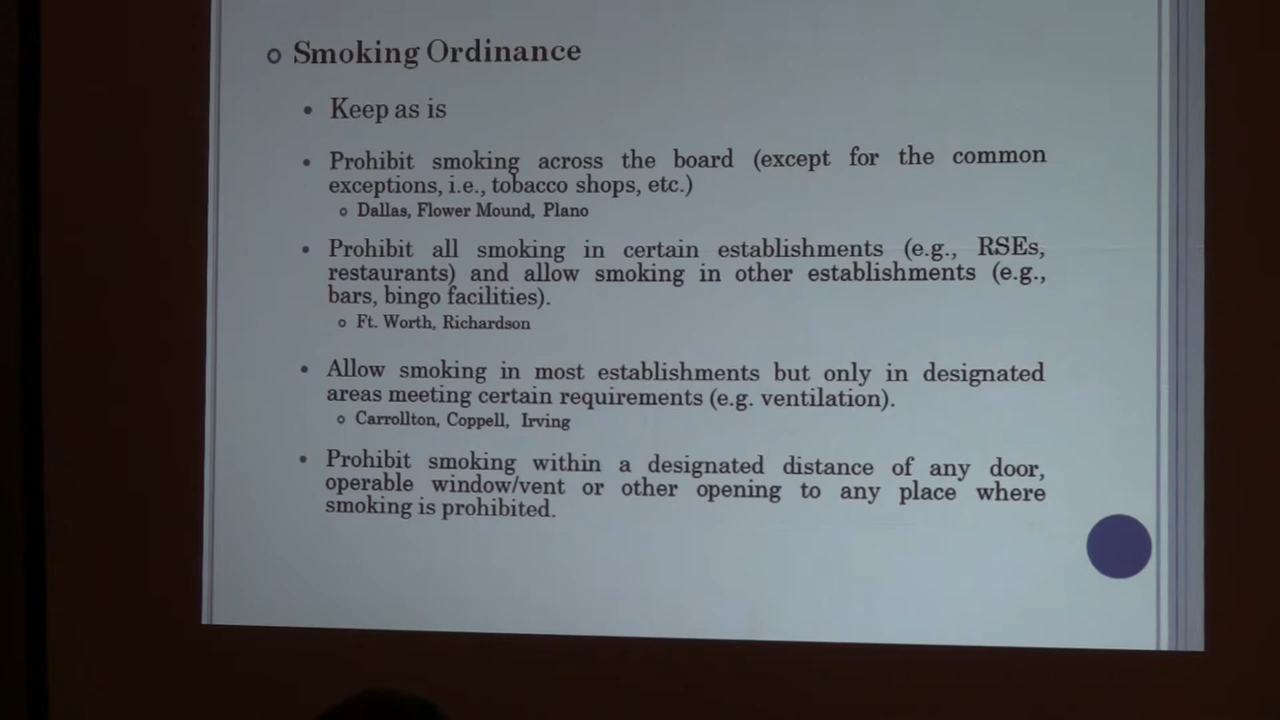 Smoking Ordinance
Keep as is
Prohibit smoking across the board (except for the common
exceptions, i.e., tobacco shops, etc.)
Dallas, Flower Mound, Plano
Prohibit all smoking in certain establishments (e.g., RSEs,
restaurants) and allow smoking in other establishments (e.g.,
bars, bingo facilities).
Ft. Worth, Richardson
Allow smoking in most establishments but only in designated
areas meeting certain requirements (e.g. ventilation).
Carrollton, Coppell, Irving
Prohibit smoking within a designated distance of any door,
operable window/vent or other opening to any place where
smoking is prohibited.